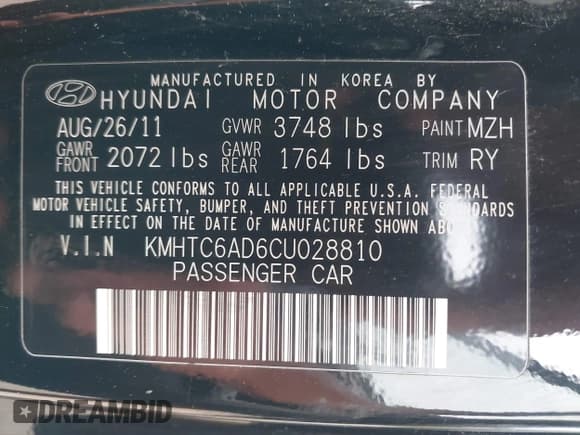 MANUFACTURED IN KOREA BY
HYUNDAI MOTOR COMPANY
AUG/26/11 GVWR 3748 lbs PAINT MZH
GAWR FRONT 2072 lbs GAWR REAR 1764 lbs TRIM RY
THIS VEHICLE CONFORMS TO ALL APPLICABLE U.S.A. FEDERAL
MOTOR VEHICLE SAFETY, BUMPER, AND THEFT PREVENTION STANDARDS
IN EFFECT ON THE DATE OF MANUFACTURE SHOWN ABOVE
V.I.N KMHTC6AD6CU028810
PASSENGER CAR
DREAMBID